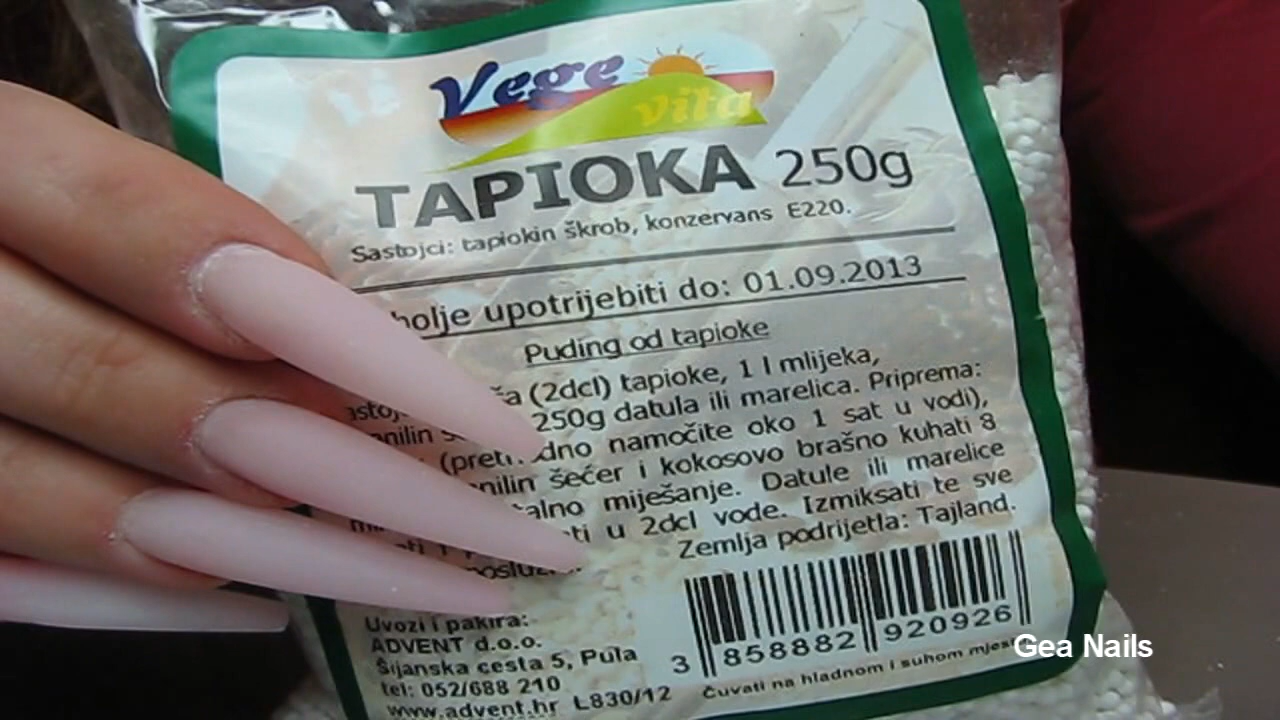 Vege
vita
TAPIOKA 250g
Sastojci: tapiokin škrob, konzervans E220.
bolje upotrijebiti do: 01.09.2013
Puding od tapioke
(2dcl) tapioke, 1 l mlijeka,
250g datula ili marelica. Priprema:
namočite oko 1 sat u vodi),
šećer i kokosovo brašno kuhati 8
miješanje. Datule ili marelice
u 2dcl vode. Izmiksati te sve
Zemlja podrijetla: Tajland.
Uvozi i pakira:
ADVENT d.o.o.
Šijanska cesta 5, Pula
tel: 052/688 210
www.advent.hr L830/12
3 858882 920926
Čuvati na hladnom i suhom
Gea Nails